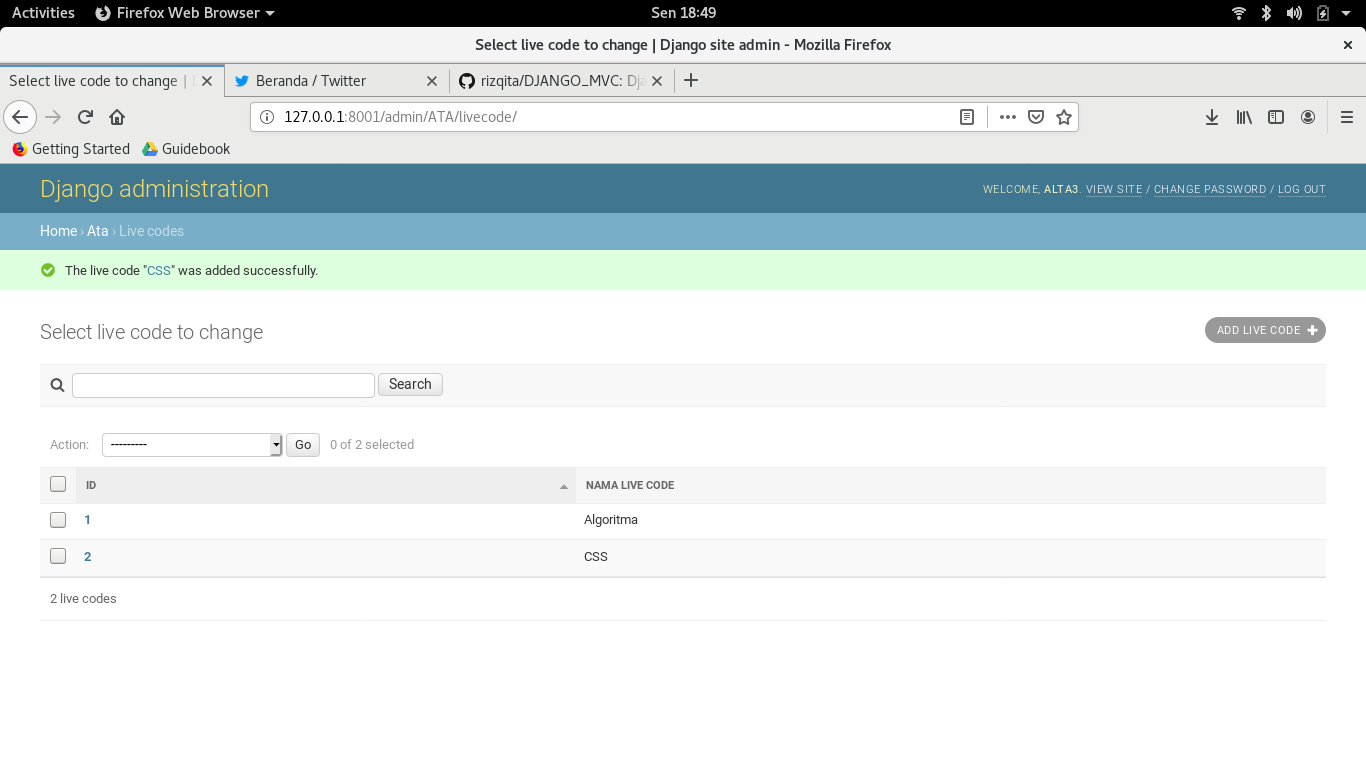 Activities Firefox Web Browser Sen 18:49
Select live code to change | Django site admin - Mozilla Firefox
Select live code to change | Beranda / Twitter rizqita/DJANGO_MVC: Dja
127.0.0.1:8001/admin/ATA/livecode/
Getting Started Guidebook
Django administration WELCOME, ALTA3. VIEW SITE / CHANGE PASSWORD / LOG OUT
Home › Ata › Live codes
The live code "CSS" was added successfully.
Select live code to change ADD LIVE CODE
Search
Action: --------- Go 0 of 2 selected
ID NAMA LIVE CODE
1 Algoritma
2 CSS
2 live codes